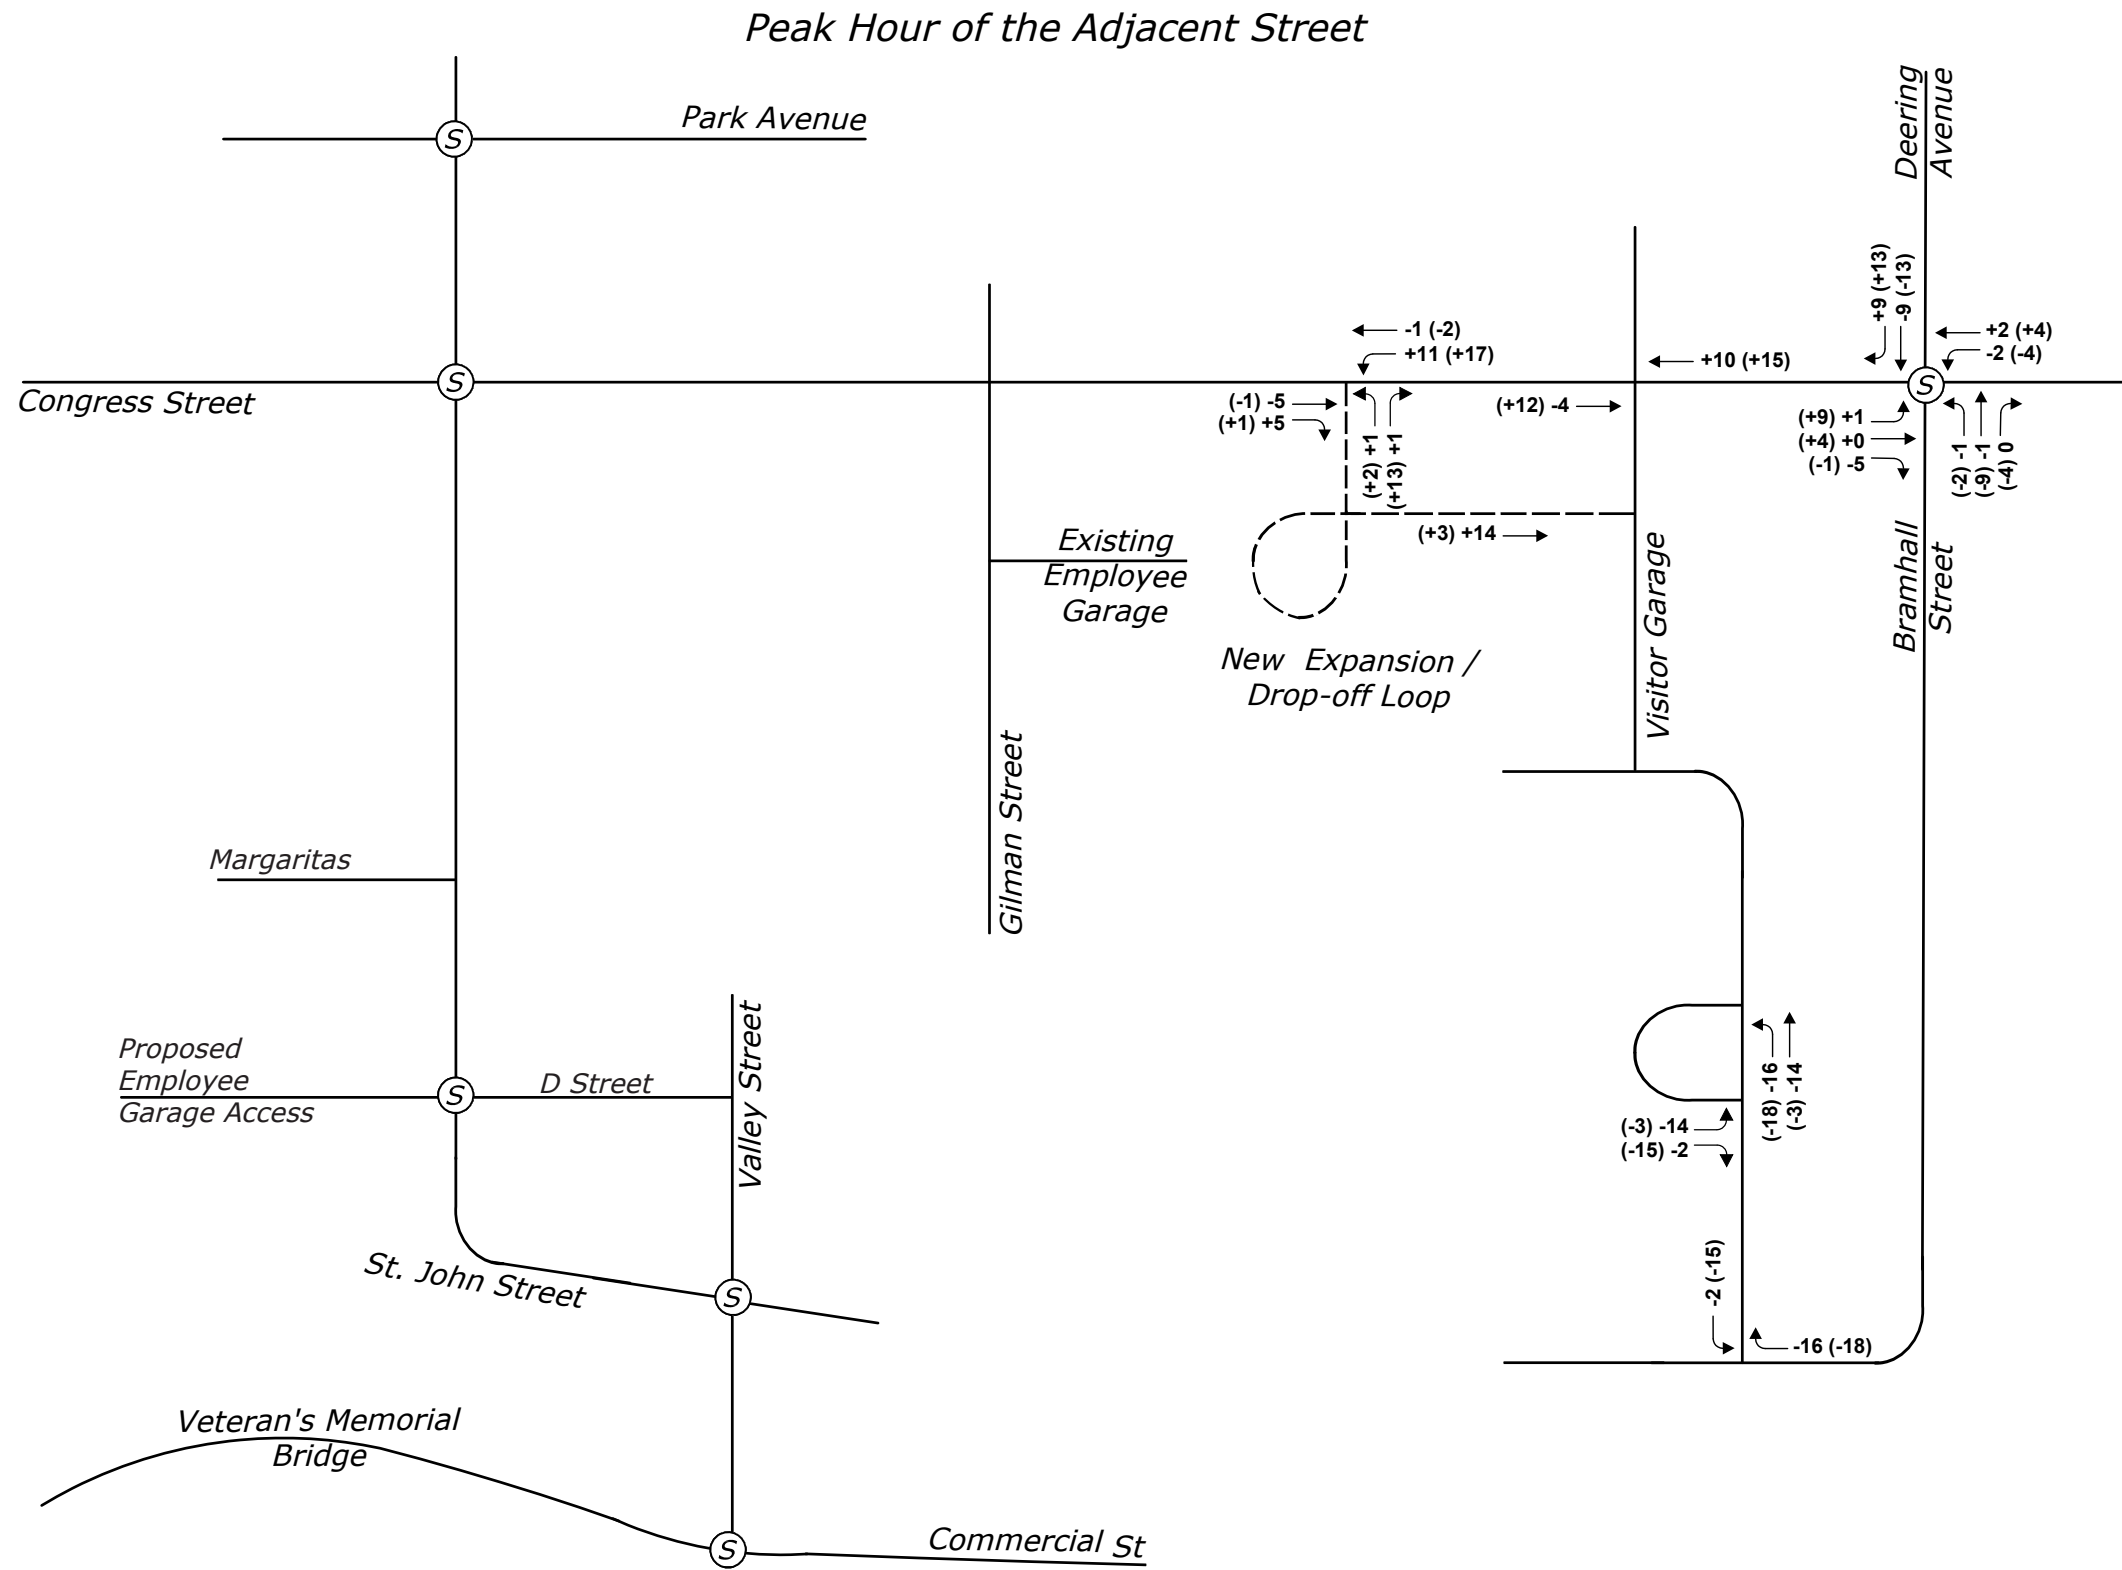 Peak Hour of the Adjacent Street
Park Avenue
Deering
Avenue
S
+9 (+13)
-9 (-13)
+2 (+4)
-2 (-4)
-1 (-2)
+11 (+17)
+10 (+15)
S
S
Congress Street
(-1) -5
(+1) +5
(+2) +1
(+13) +1
(+12) -4
(+9) +1
(+4) +0
(-1) -5
(-2) -1
(-9) -1
(-4) 0
(+3) +14
Existing
Employee
Garage
New Expansion /
Drop-off Loop
Visitor Garage
Bramhall
Street
Gilman Street
Margaritas
Valley Street
Proposed
Employee
Garage Access
S
D Street
(-18) -16
(-3) -14
(-3) -14
(-15) -2
St. John Street
S
-2 (-15)
-16 (-18)
Veteran's Memorial
Bridge
S
Commercial St